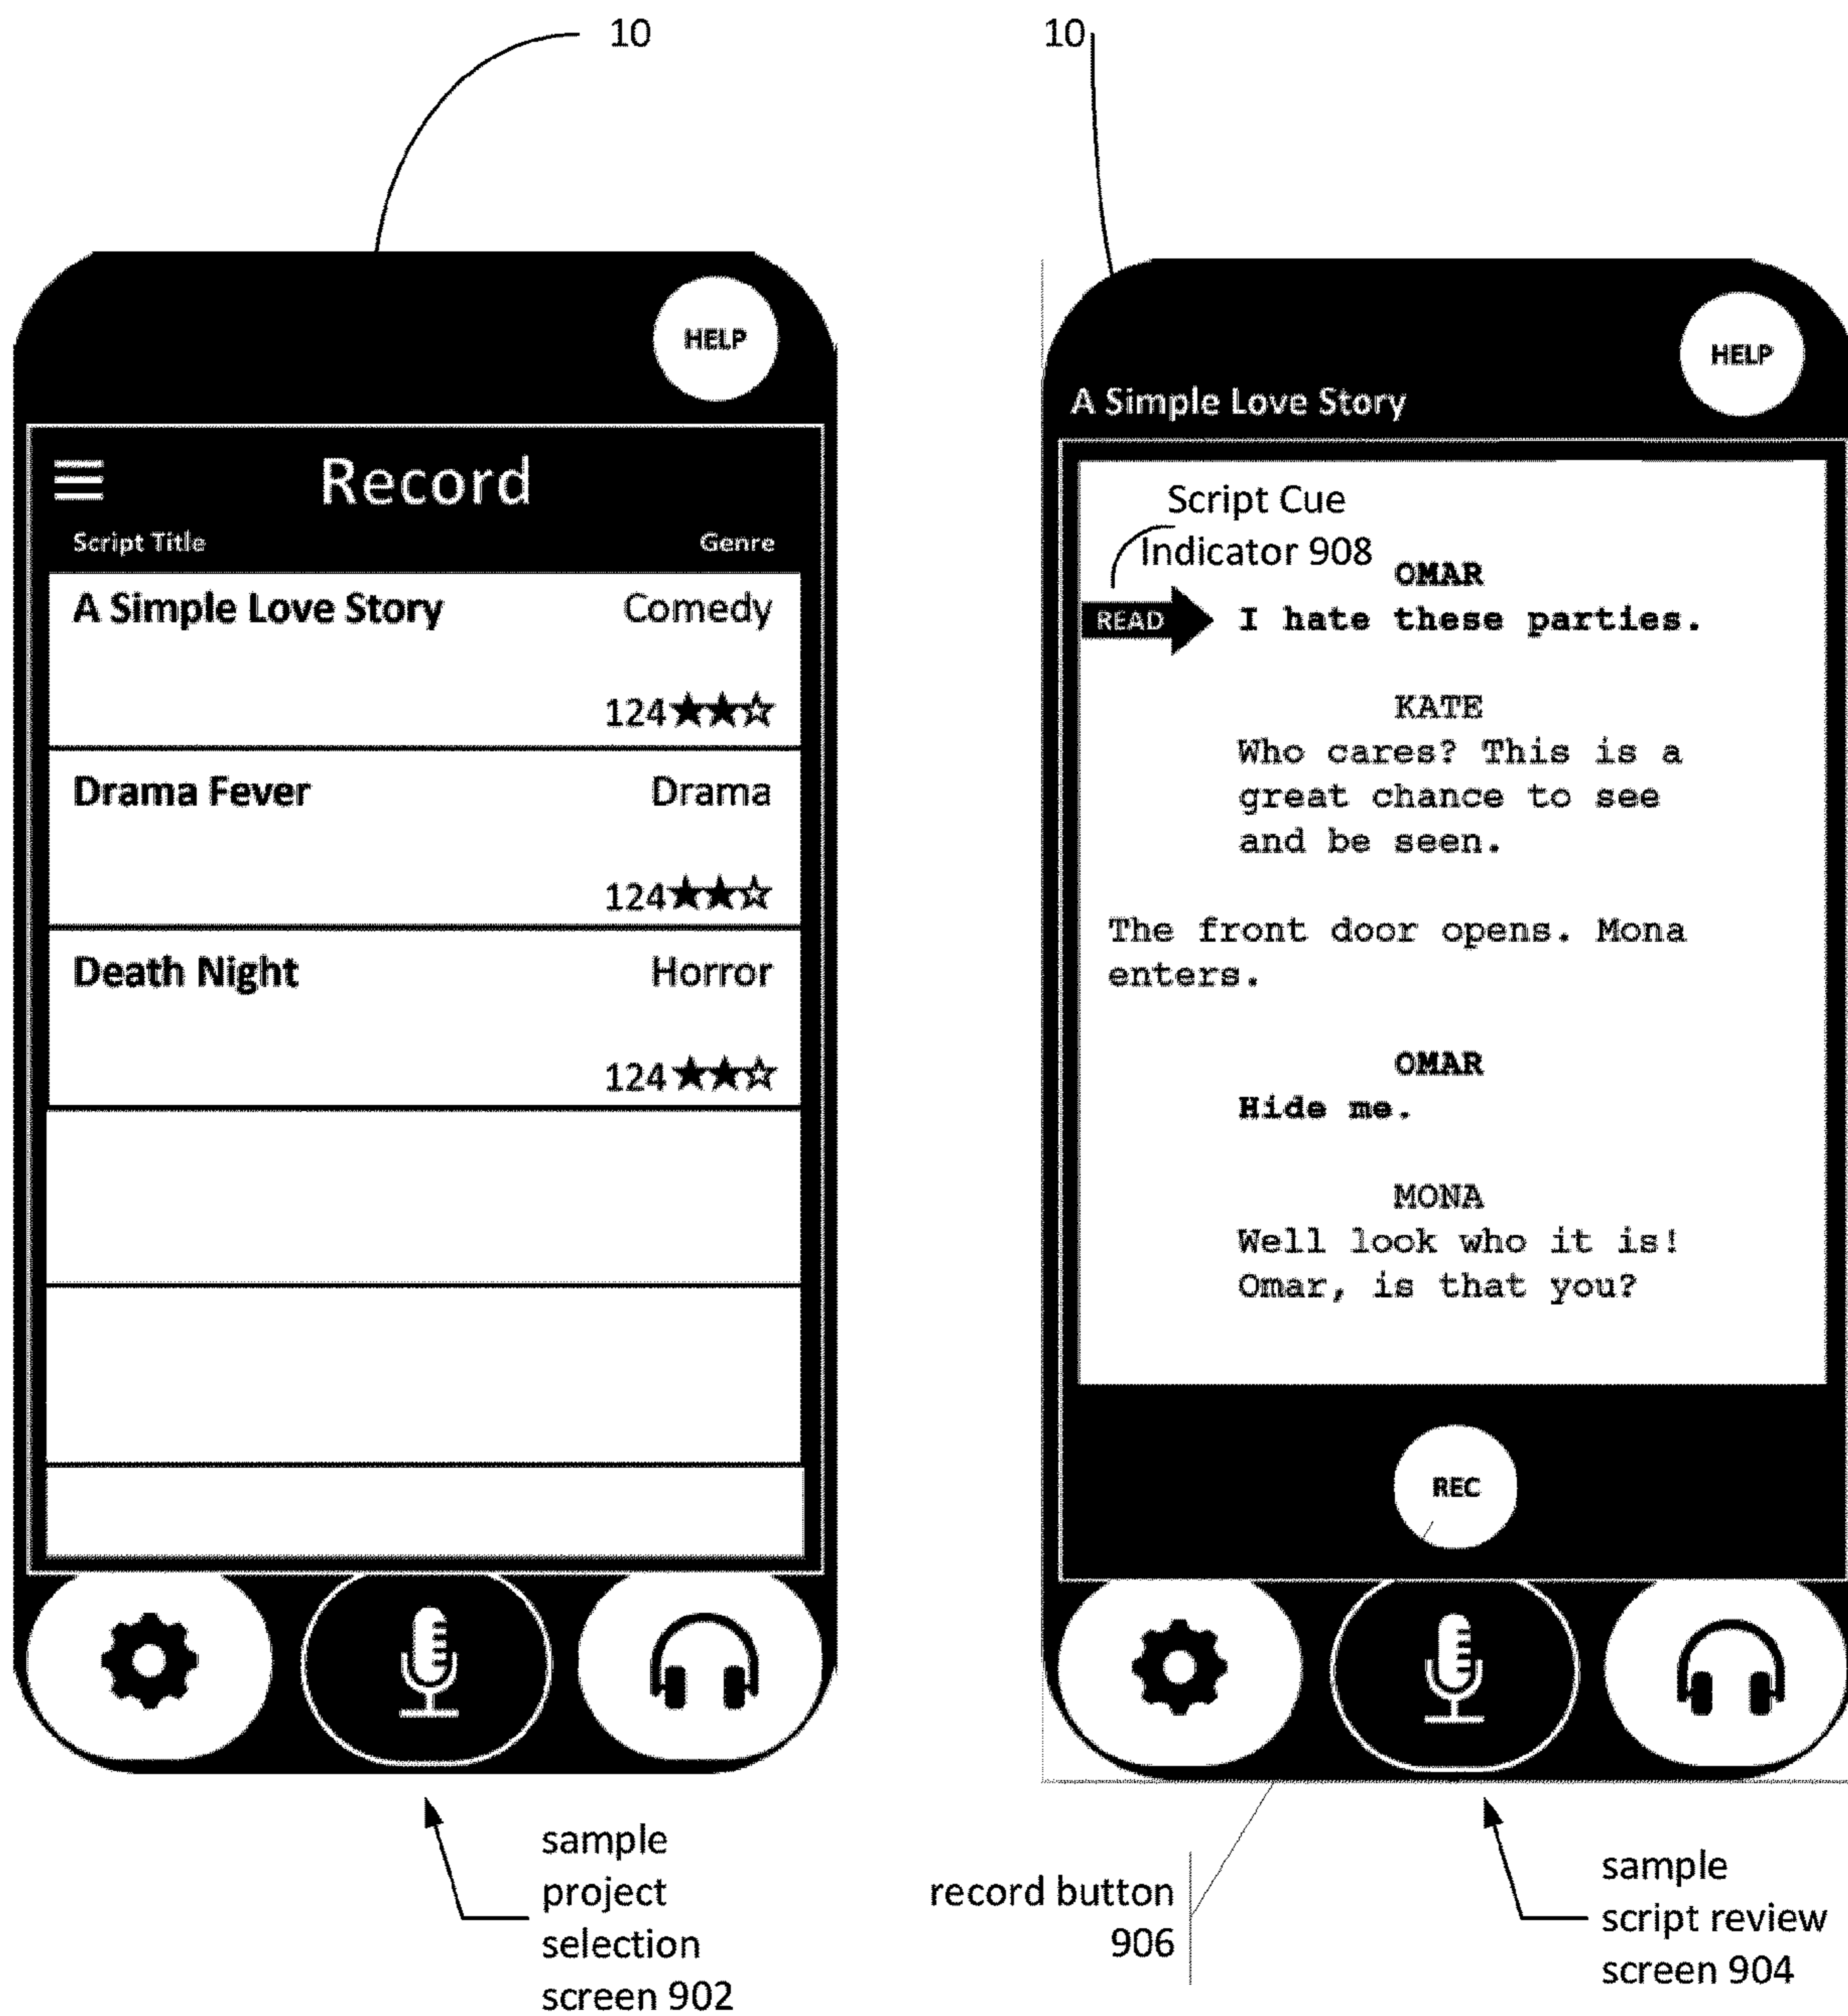 10
HELP
Record
Script Title Genre
A Simple Love Story Comedy
124
Drama Fever Drama
124
Death Night Horror
124
sample
project
selection
screen 902
10
HELP
A Simple Love Story
Script Cue
Indicator 908
OMAR
READ I hate these parties.
KATE
Who cares? This is a
great chance to see
and be seen.
The front door opens. Mona
enters.
OMAR
Hide me.
MONA
Well look who it is!
Omar, is that you?
REC
record button
906
sample
script review
screen 904